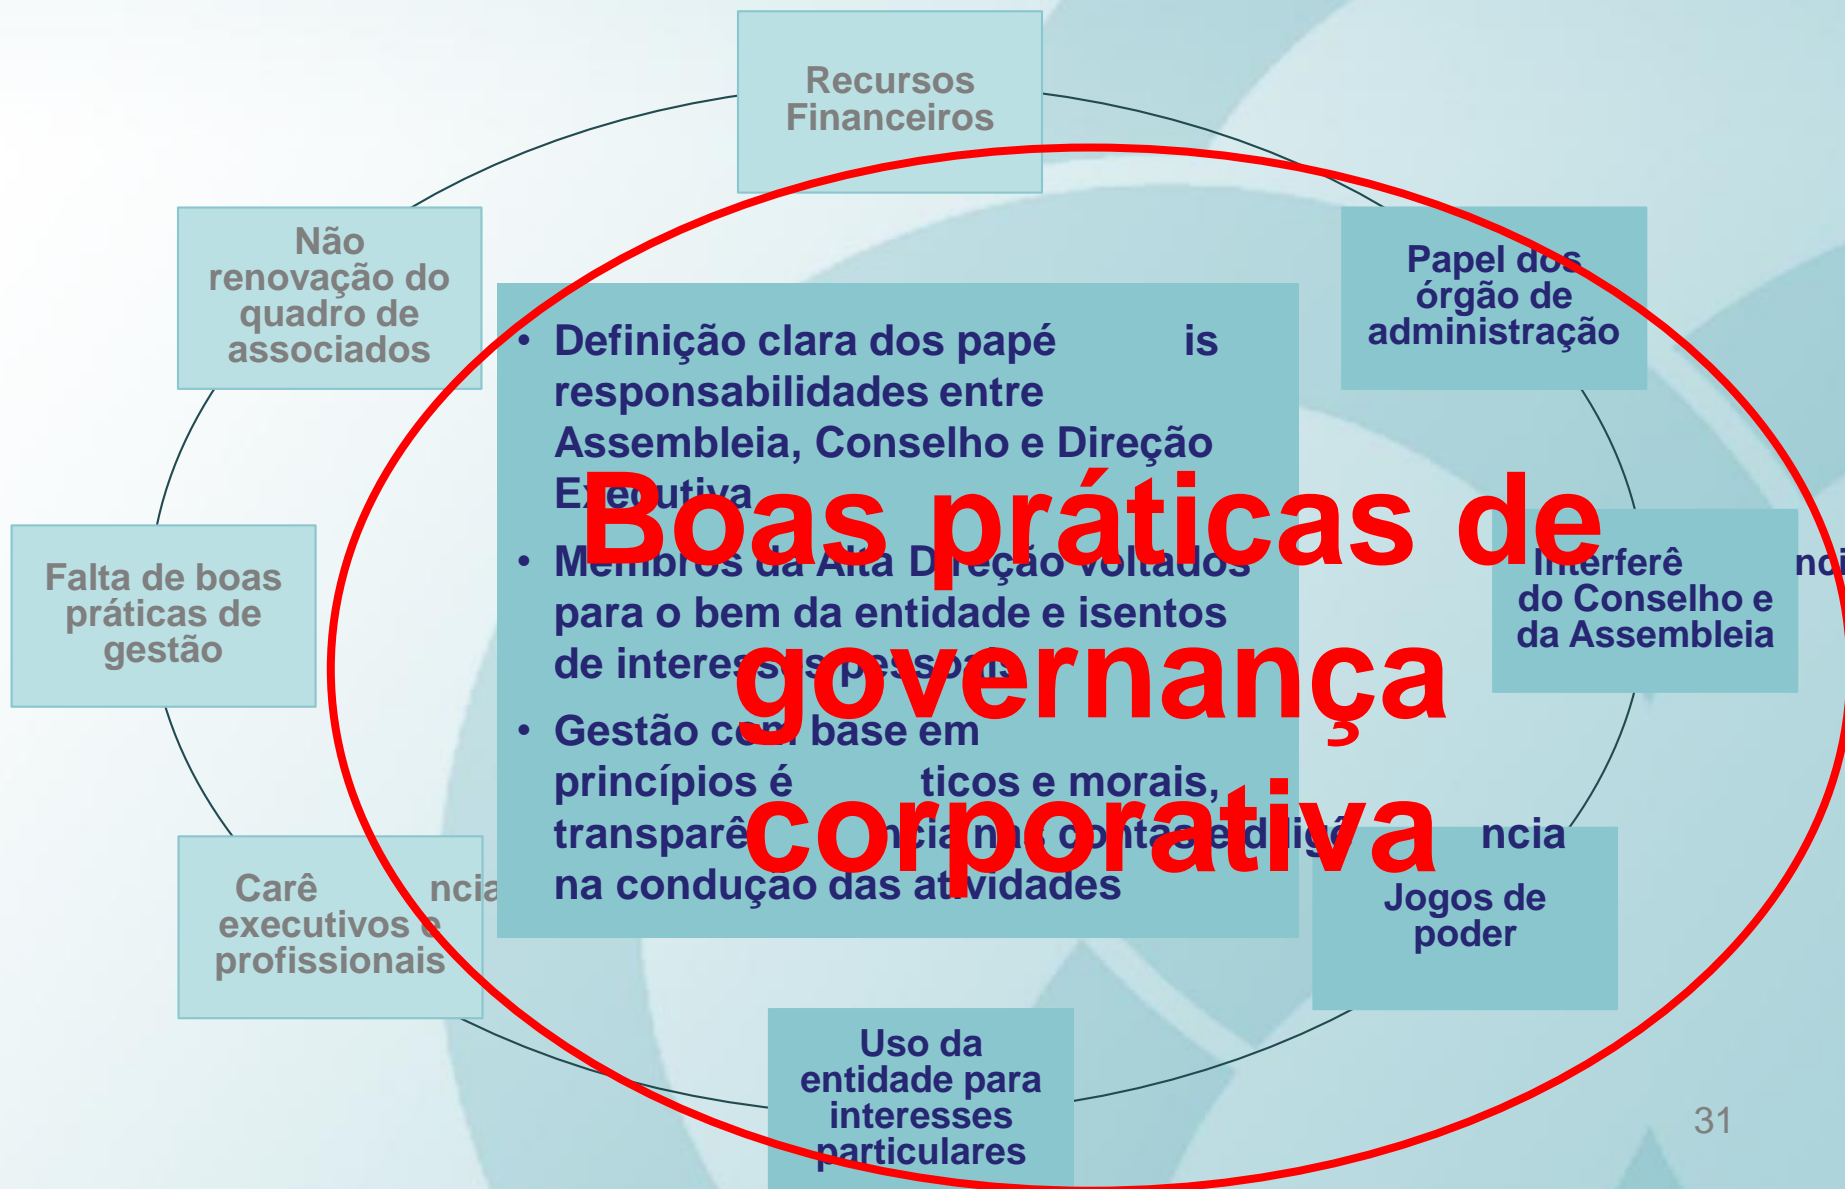 Recursos
Financeiros
Não
renovação do
quadro de
associados
Papel dos
órgão de
administração
• Definição clara dos papé is
responsabilidades entre
Assembleia, Conselho e Direção
Executiva
• Membros da Alta Direção voltados
para o bem da entidade e isentos
de interesses pessoais
• Gestão com base em
princípios é ticos e morais,
transparê ncia nas contas e diligê ncia
na condução das atividades
Boas práticas de
governança
corporativa
Falta de boas
práticas de
gestão
Interferê nci
do Conselho e
da Assembleia
Carê ncia
executivos e
profissionais
Jogos de
poder
Uso da
entidade para
interesses
particulares
31